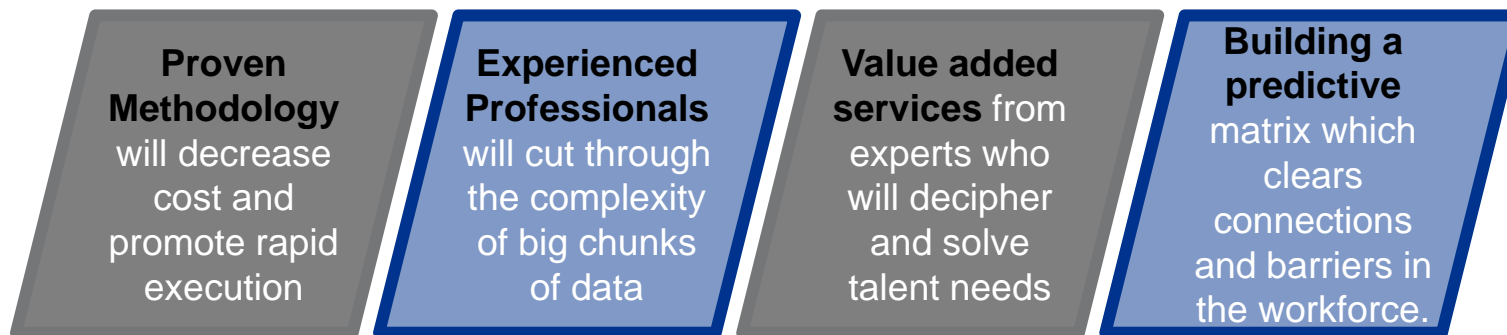 Proven
Methodology
will decrease
cost and
promote rapid
execution
Experienced
Professionals
will cut through
the complexity
of big chunks
of data
Value added
services from
experts who
will decipher
and solve
talent needs
Building a
predictive
matrix which
clears
connections
and barriers in
the workforce.